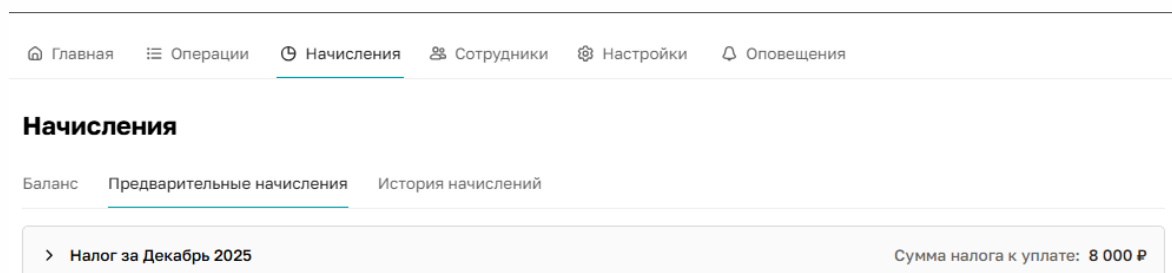 Главная Операции Начисления Сотрудники Настройки Оповещения
Начисления
Баланс Предварительные начисления История начислений
Налог за Декабрь 2025 Сумма налога к уплате: 8 000 ₽